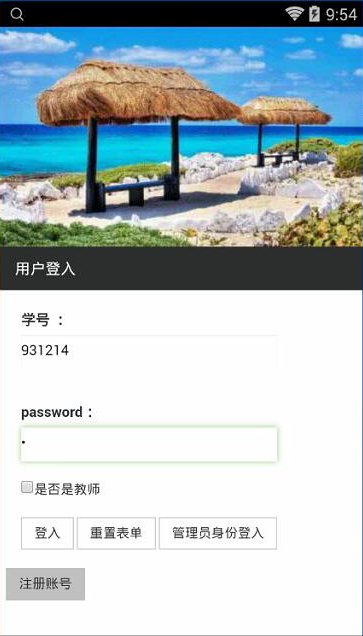 9:54
用户登入
学号 ：
931214
password：
是否是教师
登入 重置表单 管理员身份登入
注册账号